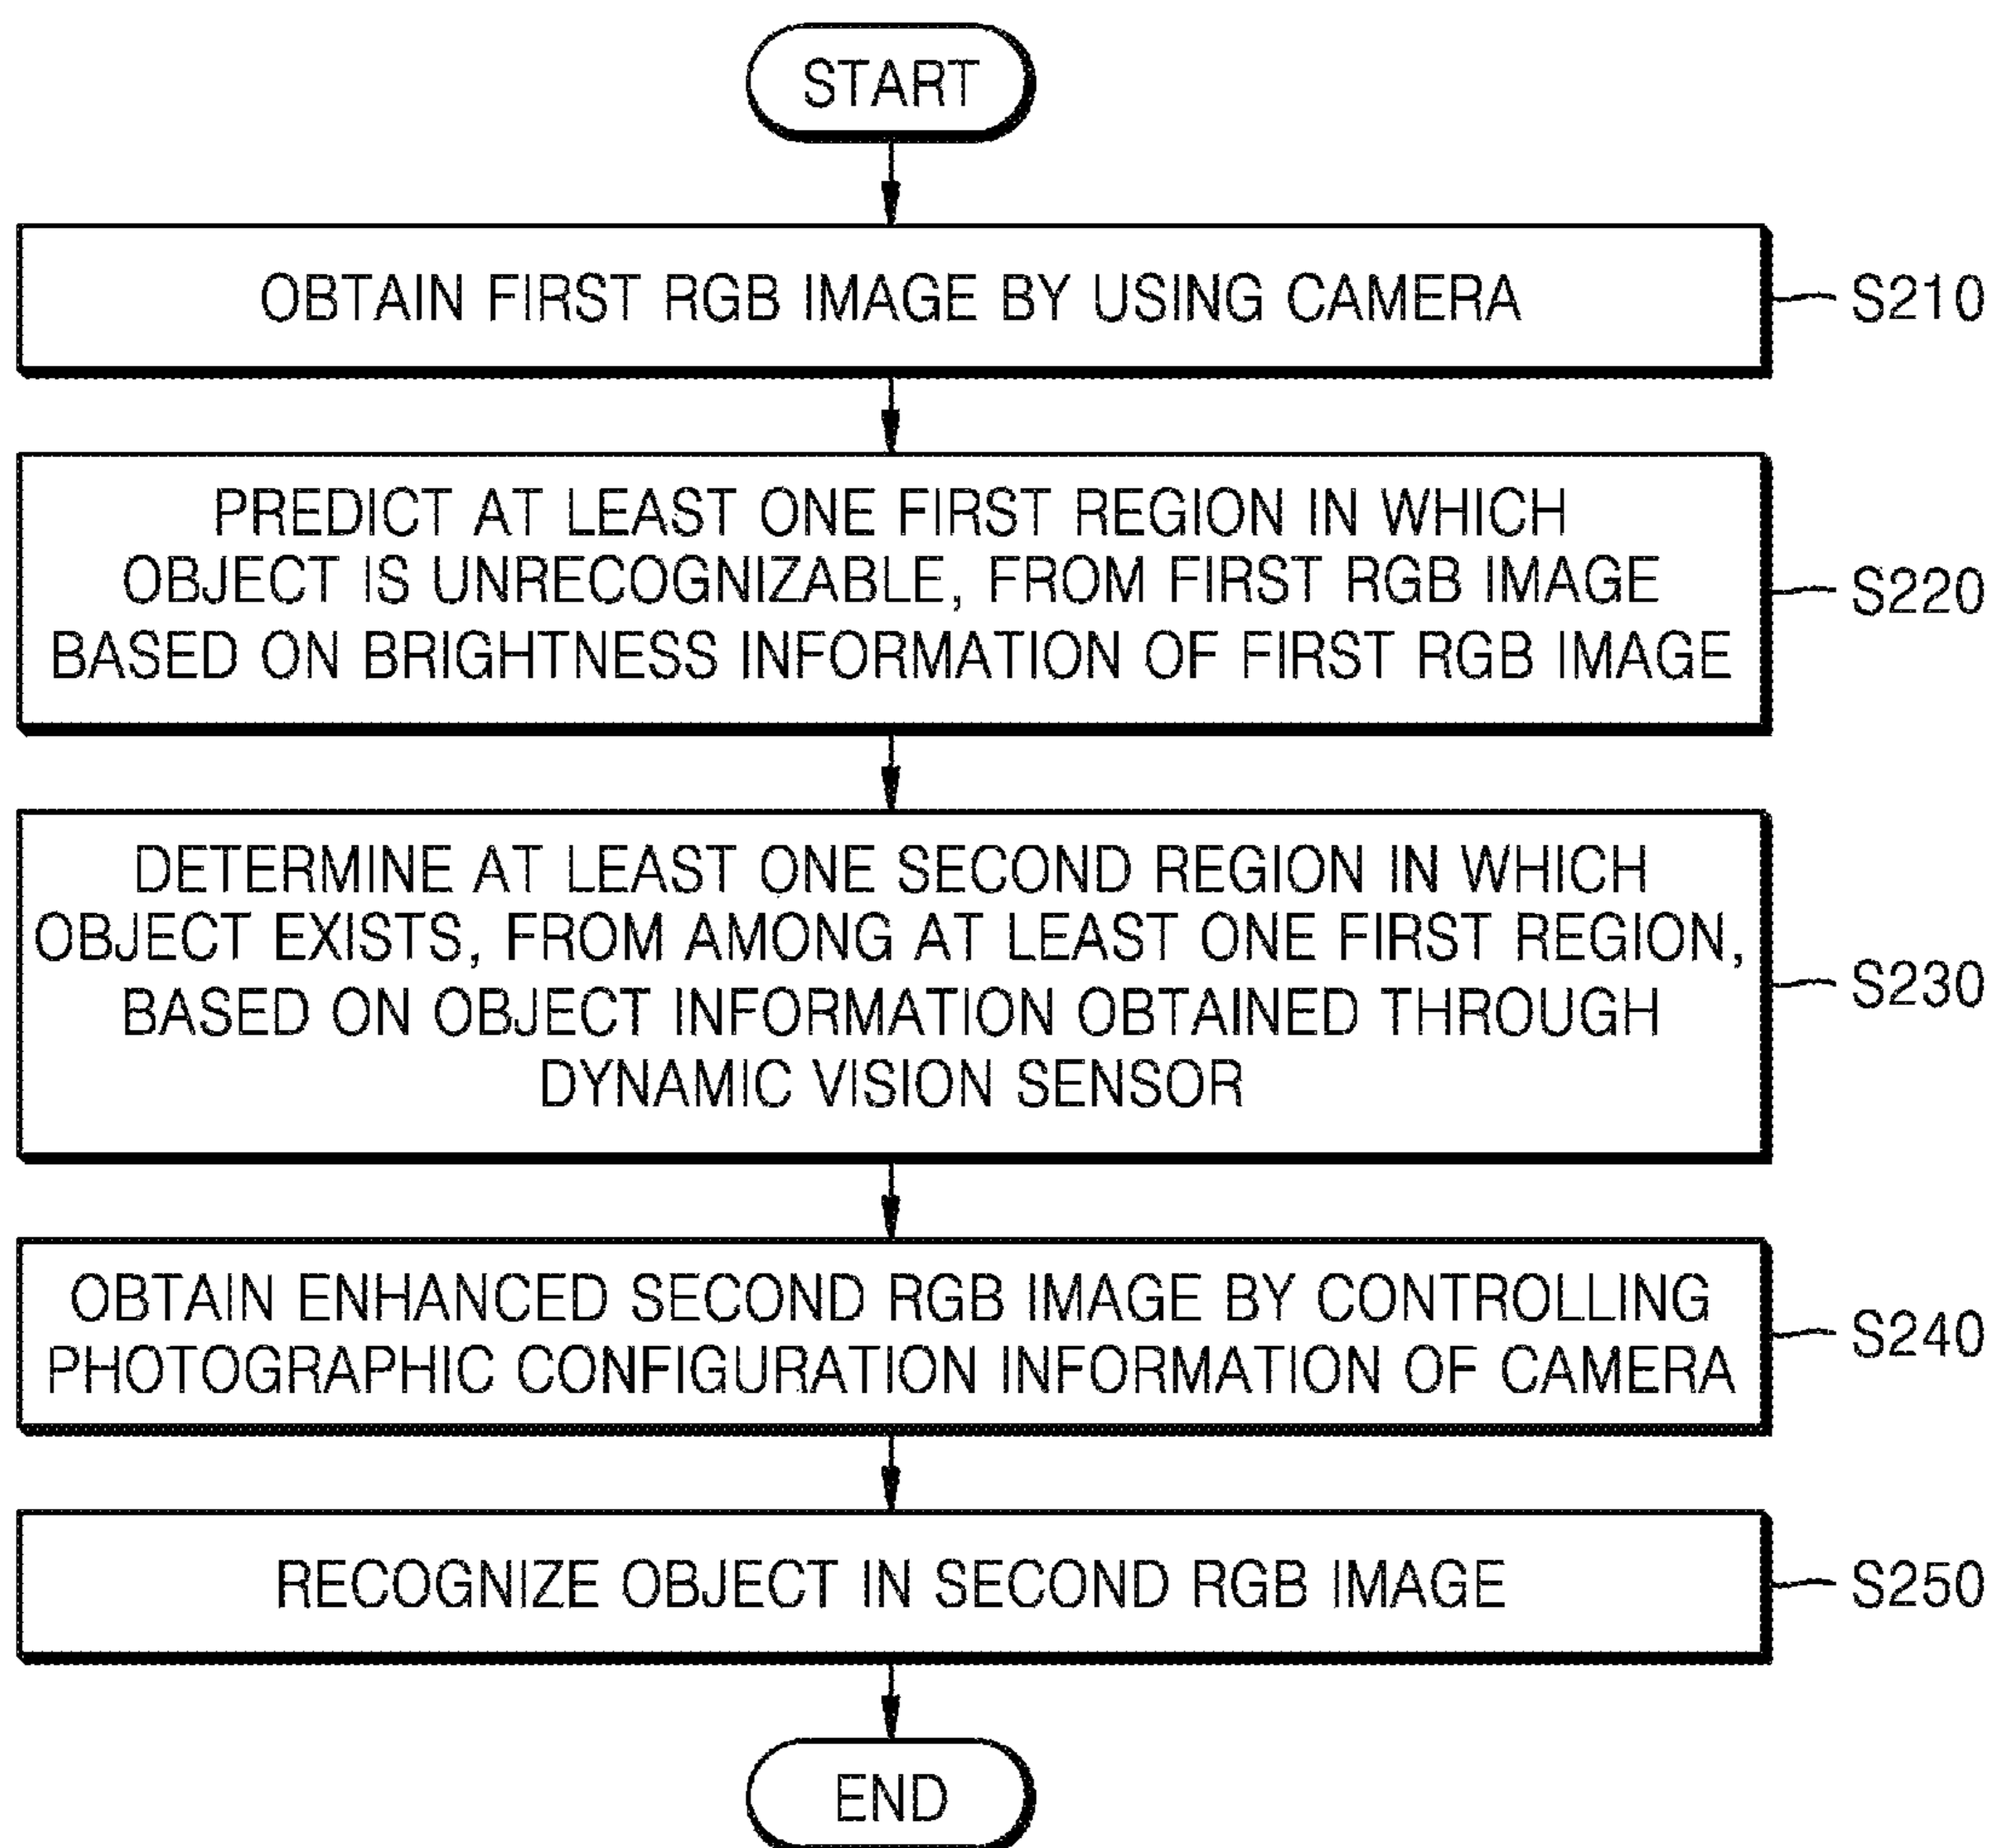 START
OBTAIN FIRST RGB IMAGE BY USING CAMERA
S210
PREDICT AT LEAST ONE FIRST REGION IN WHICH
OBJECT IS UNRECOGNIZABLE, FROM FIRST RGB IMAGE
BASED ON BRIGHTNESS INFORMATION OF FIRST RGB IMAGE
S220
DETERMINE AT LEAST ONE SECOND REGION IN WHICH
OBJECT EXISTS, FROM AMONG AT LEAST ONE FIRST REGION,
BASED ON OBJECT INFORMATION OBTAINED THROUGH
DYNAMIC VISION SENSOR
S230
OBTAIN ENHANCED SECOND RGB IMAGE BY CONTROLLING
PHOTOGRAPHIC CONFIGURATION INFORMATION OF CAMERA
S240
RECOGNIZE OBJECT IN SECOND RGB IMAGE
S250
END